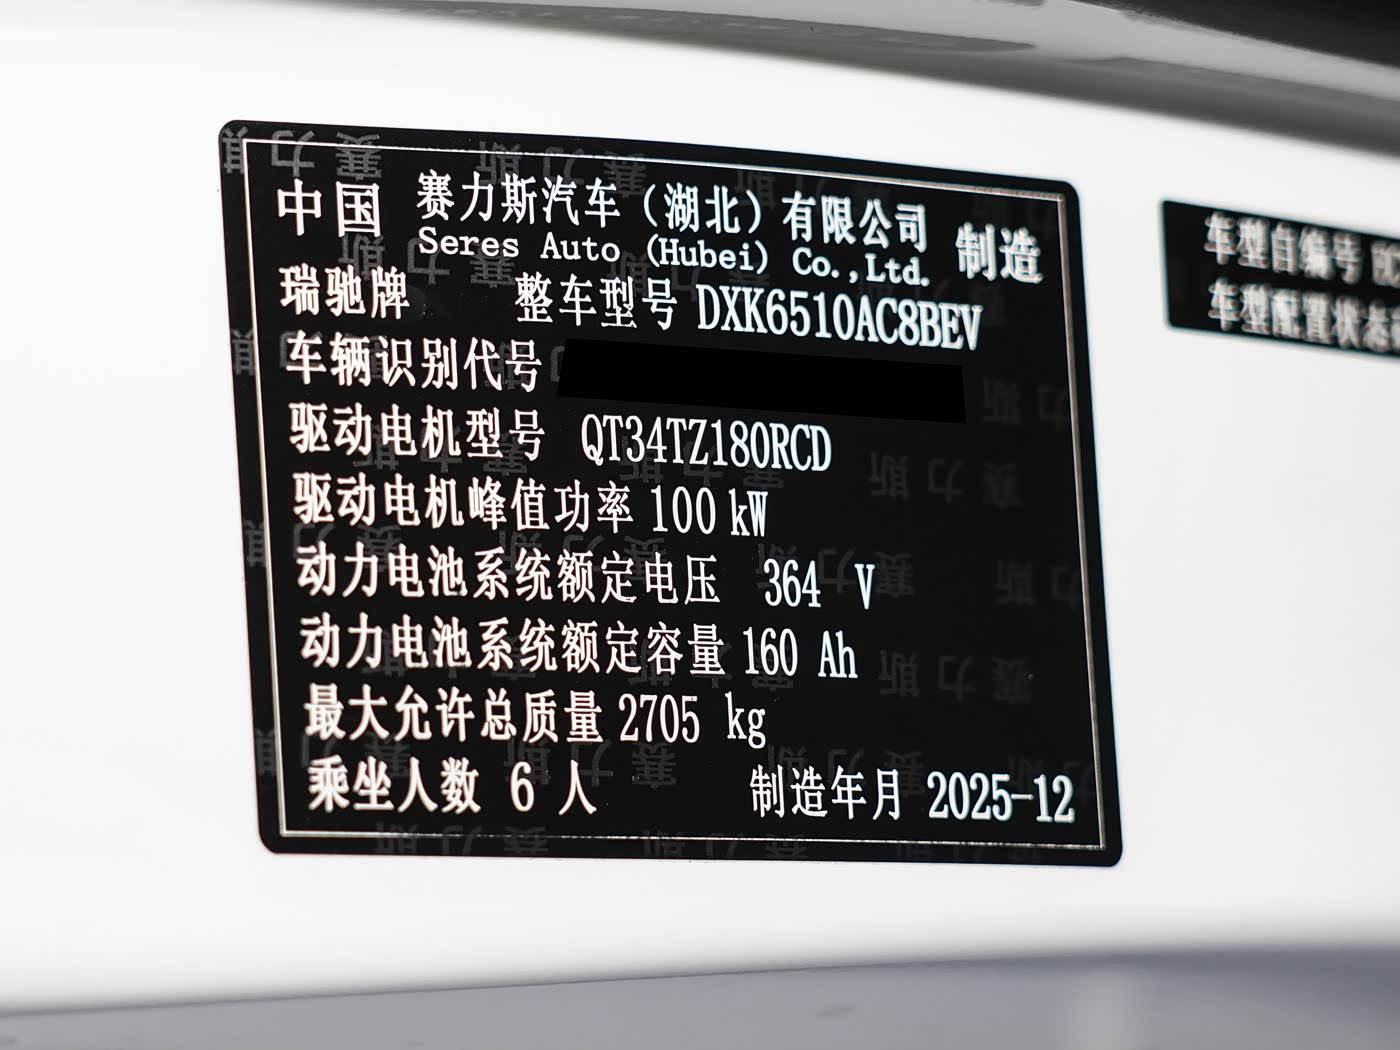 中国 赛力斯汽车（湖北）有限公司 制造
Seres Auto (Hubei) Co.,Ltd.
瑞驰牌 整车型号 DXK6510AC8BEV
车辆识别代号
驱动电机型号 QT34TZ180RCD
驱动电机峰值功率 100 kW
动力电池系统额定电压 364 V
动力电池系统额定容量 160 Ah
最大允许总质量 2705 kg
乘坐人数 6 人 制造年月 2025-12
车型自编号
车型配置状态